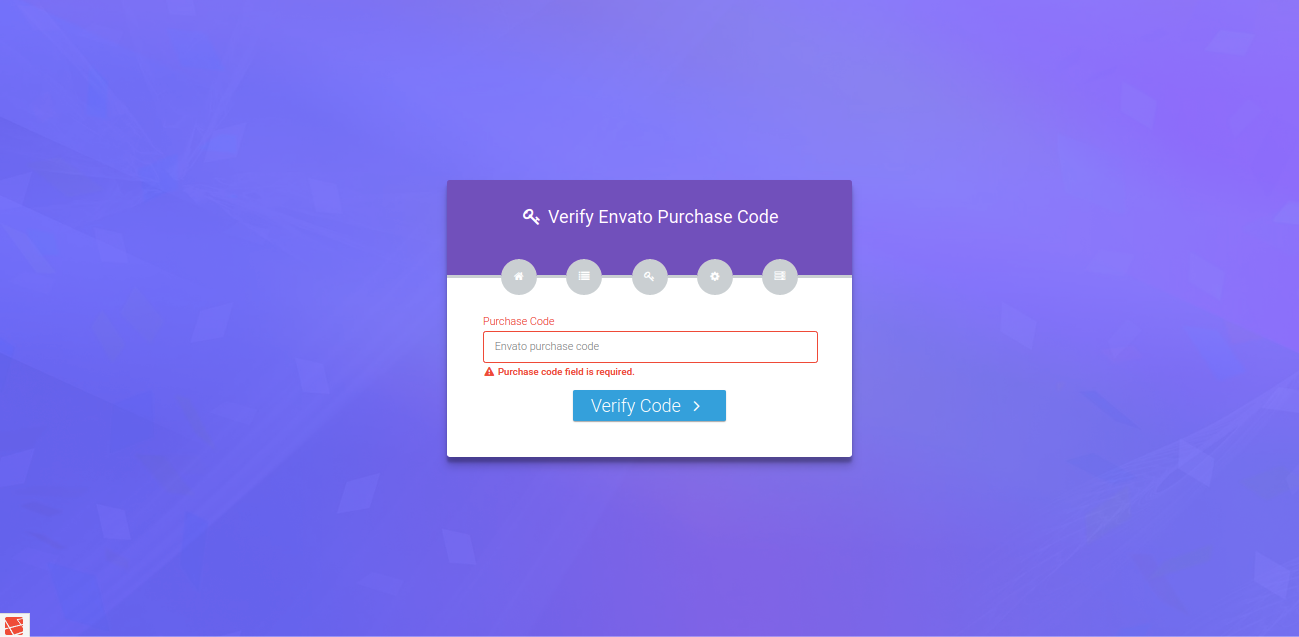 Verify Envato Purchase Code
Purchase Code
Envato purchase code
Purchase code field is required.
Verify Code